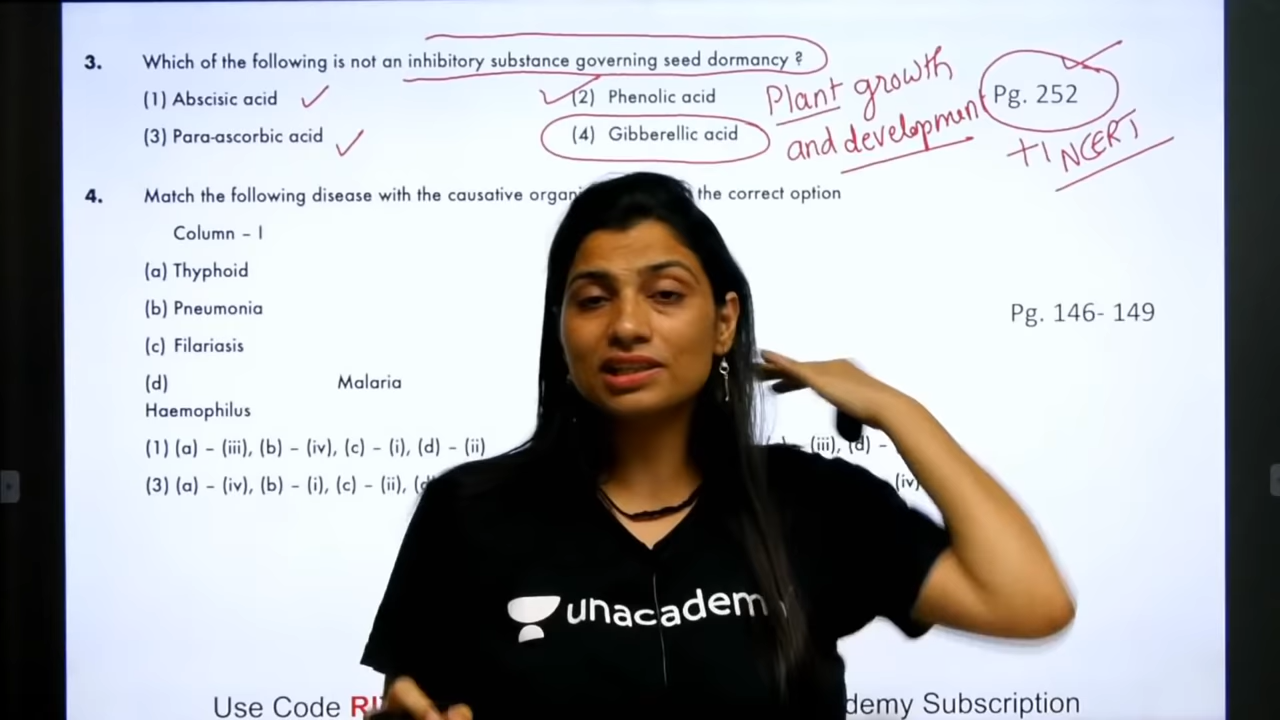 3. Which of the following is not an inhibitory substance governing seed dormancy ?
(1) Abscisic acid (2) Phenolic acid
(3) Para-ascorbic acid (4) Gibberellic acid
Plant growth
and development
Pg. 252
+1 NCERT
4. Match the following disease with the causative the correct option
Column – I
(a) Thyphoid
(b) Pneumonia
(c) Filariasis
(d) Malaria
Haemophilus
Pg. 146- 149
(1) (a) – (iii), (b) – (iv), (c) – (i), (d) – (ii) – (iii), (d) –
(3) (a) – (iv), (b) – (i), (c) – (ii), (iv)
unacadem
Use Code Subscription